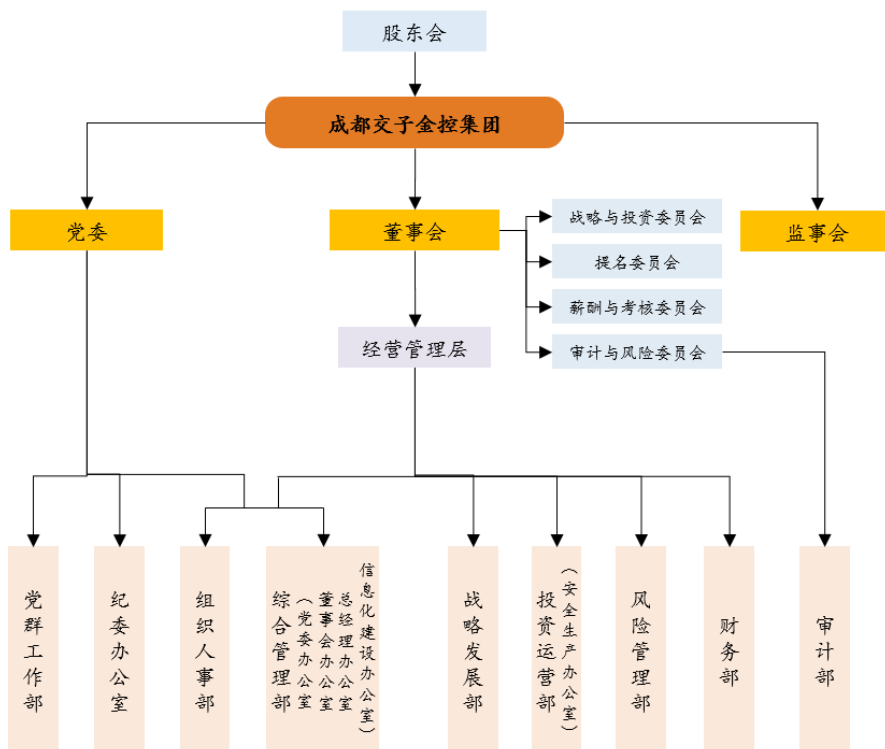 股东会
成都交子金控集团
党委
董事会
战略与投资委员会
提名委员会
薪酬与考核委员会
审计与风险委员会
监事会
经营管理层
党群工作部
纪委办公室
组织人事部
综合管理部
（党委办公室
董事会办公室
总经理办公室
信息化建设办公室）
战略发展部
投资运营部
（安全生产办公室）
风险管理部
财务部
审计部